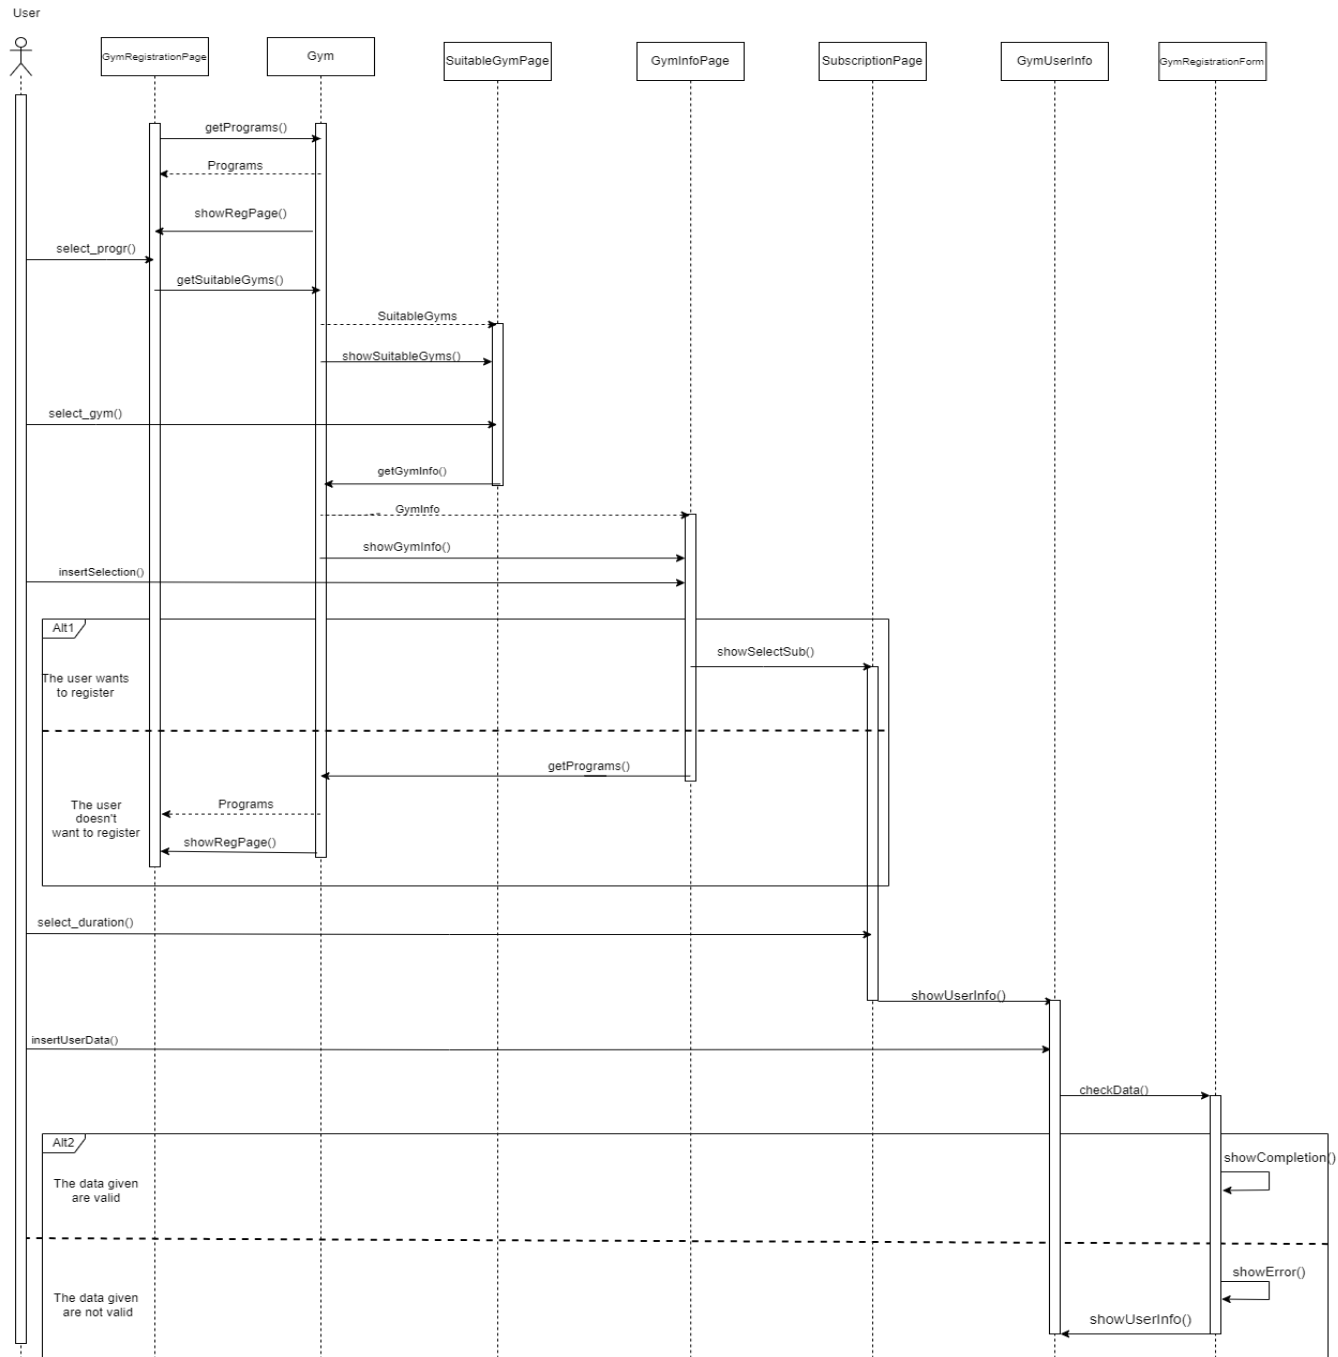 User
GymRegistrationPage
Gym
SuitableGymPage
GymInfoPage
SubscriptionPage
GymUserInfo
GymRegistrationForm
getPrograms()
Programs
showRegPage()
select_progr()
getSuitableGyms()
SuitableGyms
showSuitableGyms()
select_gym()
getGymInfo()
GymInfo
showGymInfo()
insertSelection()
Alt1
showSelectSub()
The user wants
to register
getPrograms()
The user
doesn't
want to register
Programs
showRegPage()
select_duration()
showUserInfo()
insertUserData()
checkData()
Alt2
showCompletion()
The data given
are valid
showError()
The data given
are not valid
showUserInfo()